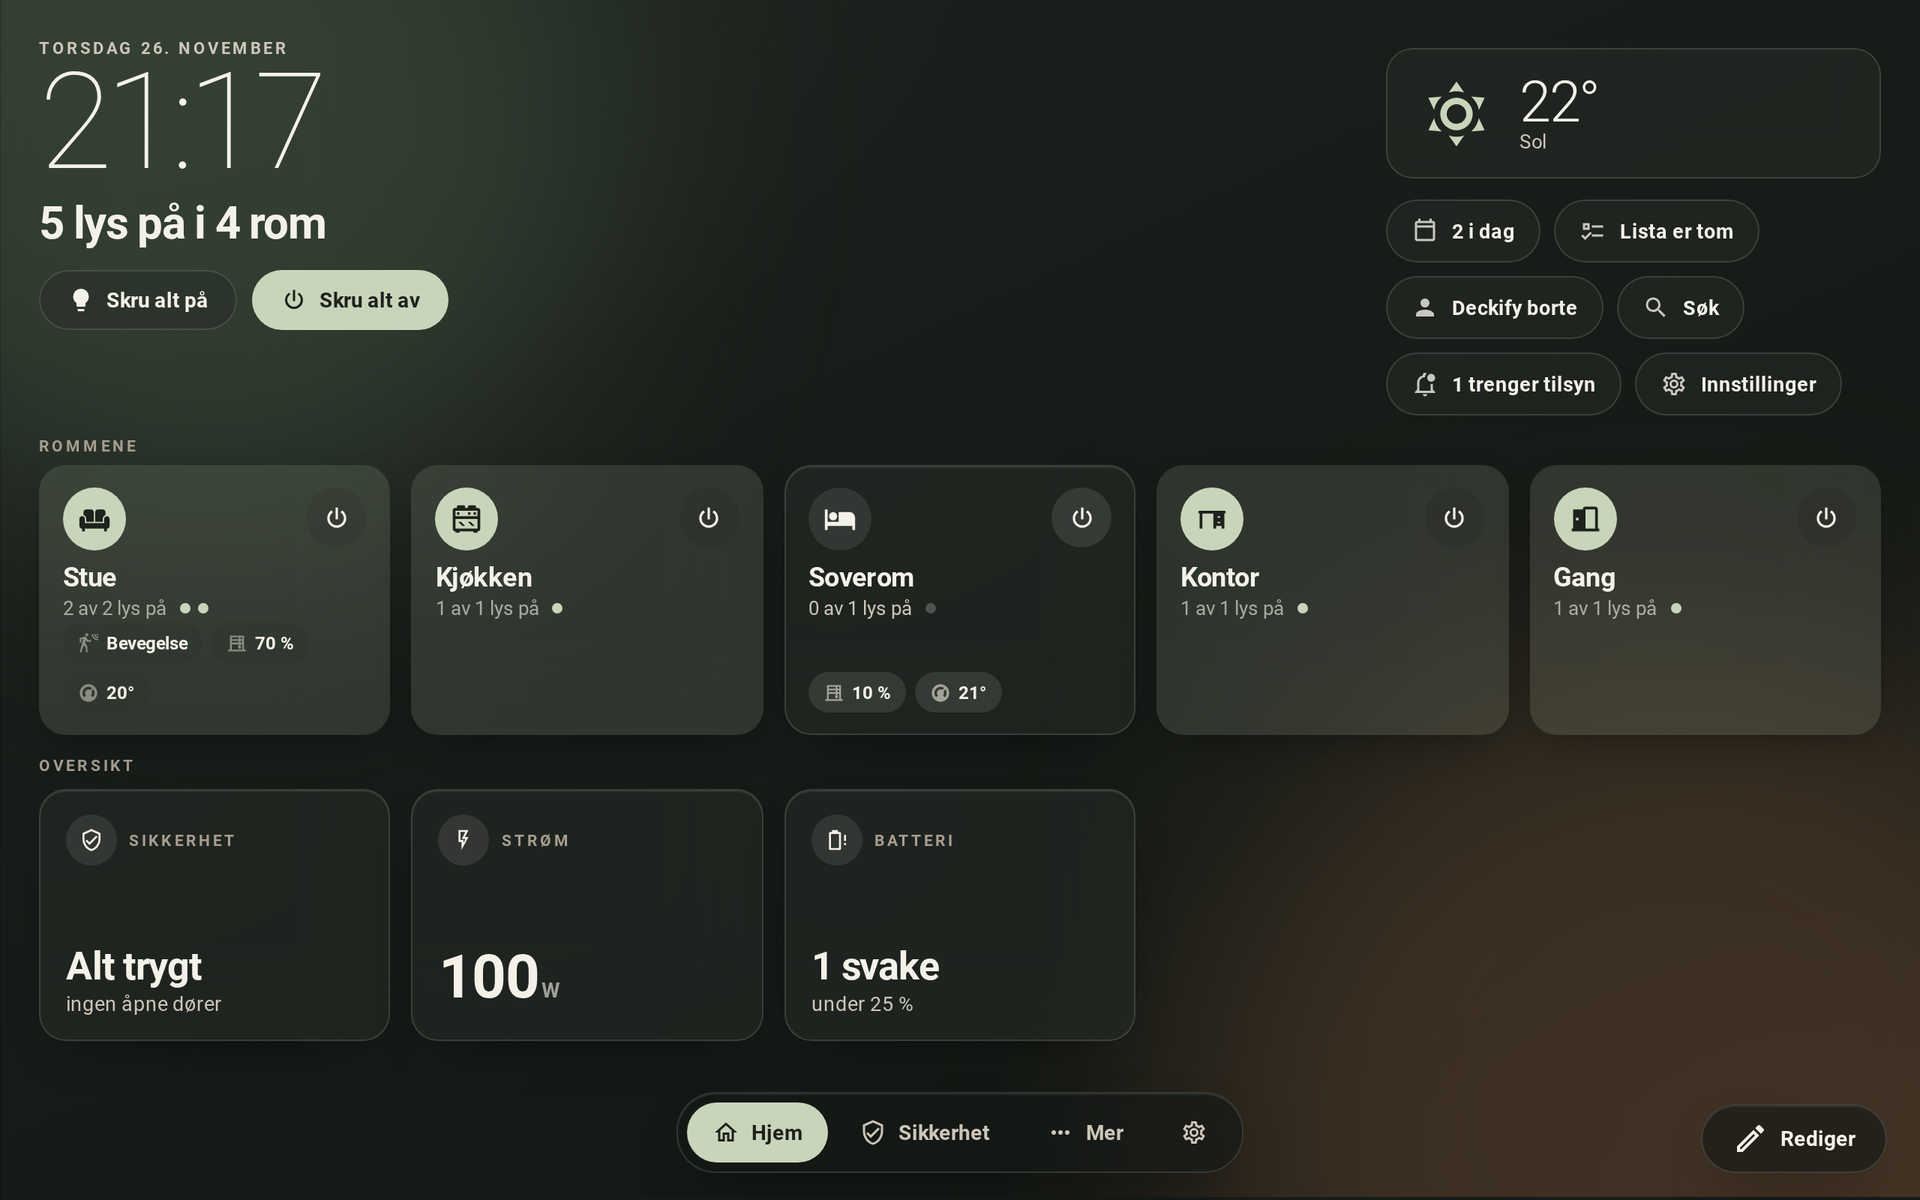 TORSDAG 26. NOVEMBER
21:17
5 lys på i 4 rom
Skru alt på
Skru alt av
22°
Sol
2 i dag
Lista er tom
Deckify borte
Søk
1 trenger tilsyn
Innstillinger
ROMMENE
Stue
2 av 2 lys på
Bevegelse
70 %
20°
Kjøkken
1 av 1 lys på
Soverom
0 av 1 lys på
10 %
21°
Kontor
1 av 1 lys på
Gang
1 av 1 lys på
OVERSIKT
SIKKERHET
Alt trygt
ingen åpne dører
STRØM
100 W
BATTERI
1 svake
under 25 %
Hjem
Sikkerhet
Mer
Rediger